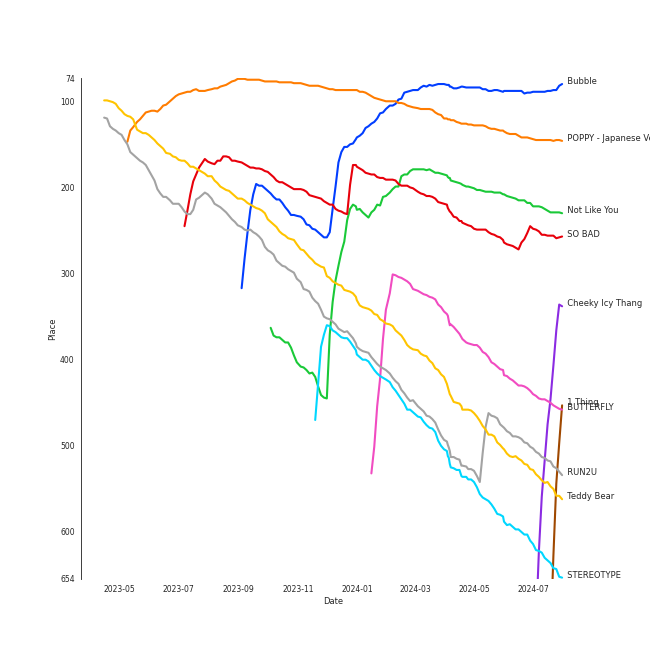 74
100
200
300
400
500
600
654
Place
2023-05
2023-07
2023-09
2023-11
2024-01
2024-03
2024-05
2024-07
Date
Bubble
POPPY - Japanese Ve
Not Like You
SO BAD
Cheeky Icy Thang
1 Thing
BUTTERFLY
RUN2U
Teddy Bear
STEREOTYPE